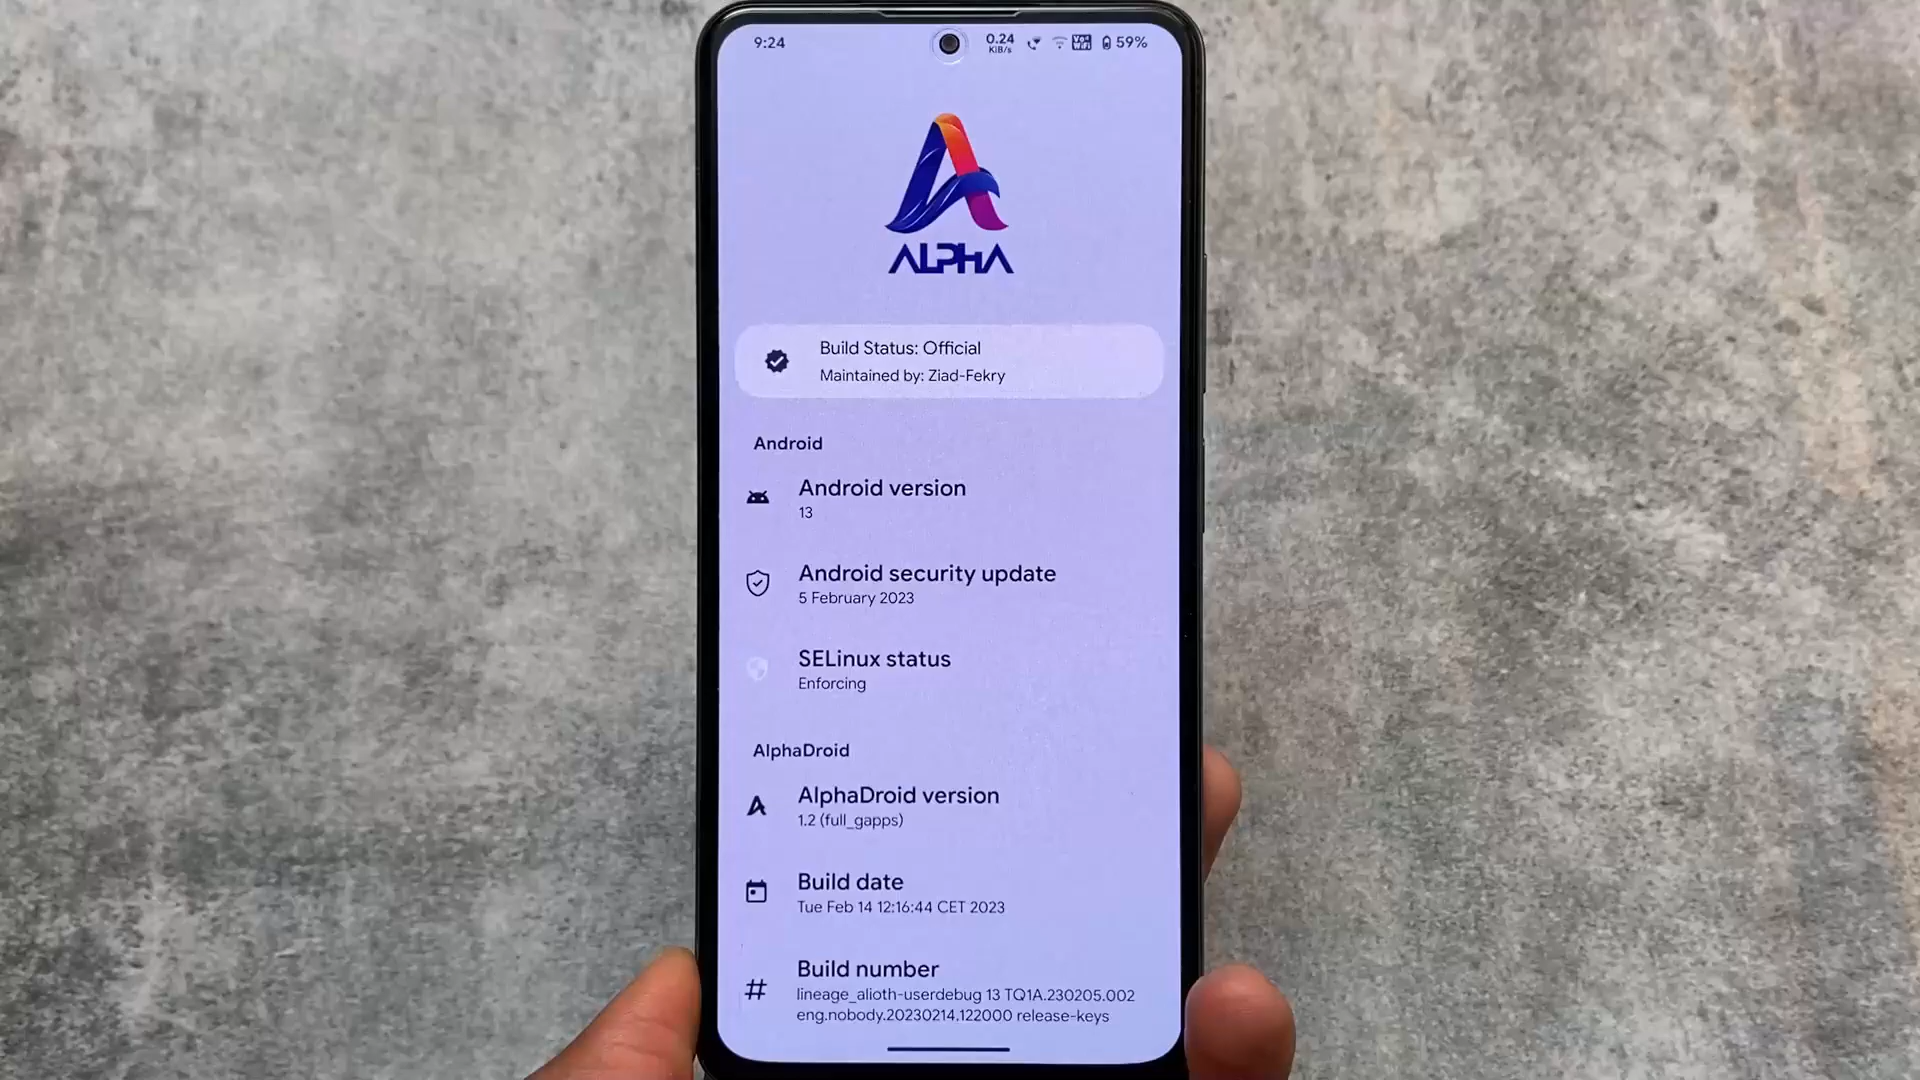 9:24
0.24
KiB/s
59%
ALPHA
Build Status: Official
Maintained by: Ziad-Fekry
Android
Android version
13
Android security update
5 February 2023
SELinux status
Enforcing
AlphaDroid
AlphaDroid version
1.2 (full_gapps)
Build date
Tue Feb 14 12:16:44 CET 2023
Build number
lineage_alioth-userdebug 13 TQ1A.230205.002
eng.nobody.20230214.122000 release-keys